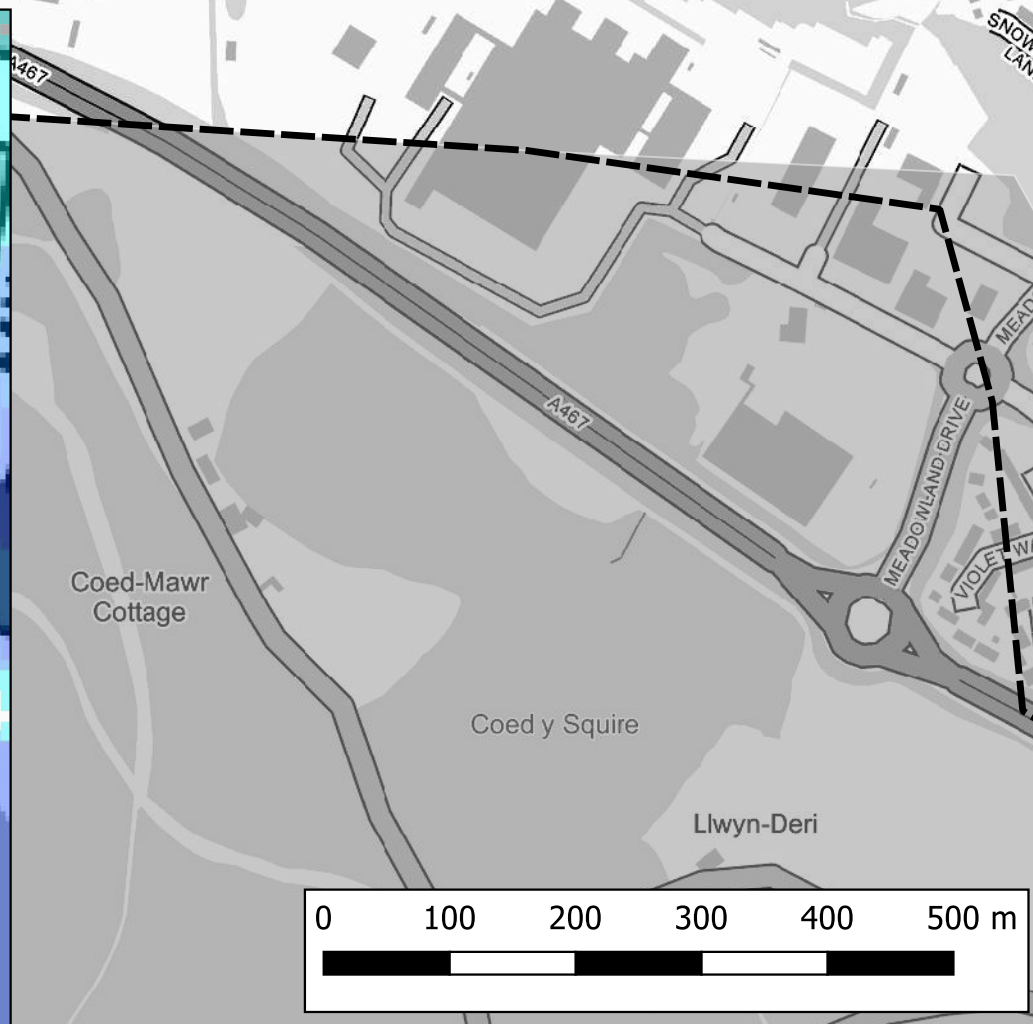 SNOW
LAN
A467
MEAD
A467
MEADOWLAND DRIVE
VIOLET WA
Coed-Mawr
Cottage
Coed y Squire
Llwyn-Deri
0 100 200 300 400 500 m